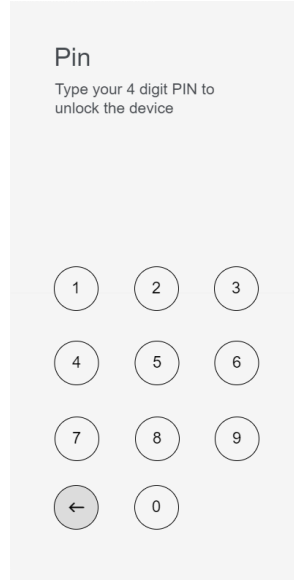 Pin
Type your 4 digit PIN to
unlock the device
1 2 3
4 5 6
7 8 9
← 0